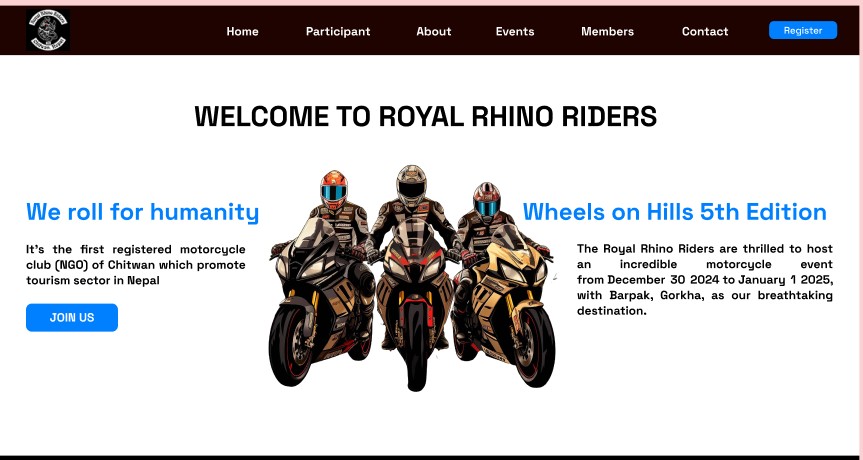 Home Participant About Events Members Contact Register
WELCOME TO ROYAL RHINO RIDERS
We roll for humanity
It's the first registered motorcycle
club (NGO) of Chitwan which promote
tourism sector in Nepal
JOIN US
Wheels on Hills 5th Edition
The Royal Rhino Riders are thrilled to host
an incredible motorcycle event
from December 30 2024 to January 1 2025,
with Barpak, Gorkha, as our breathtaking
destination.